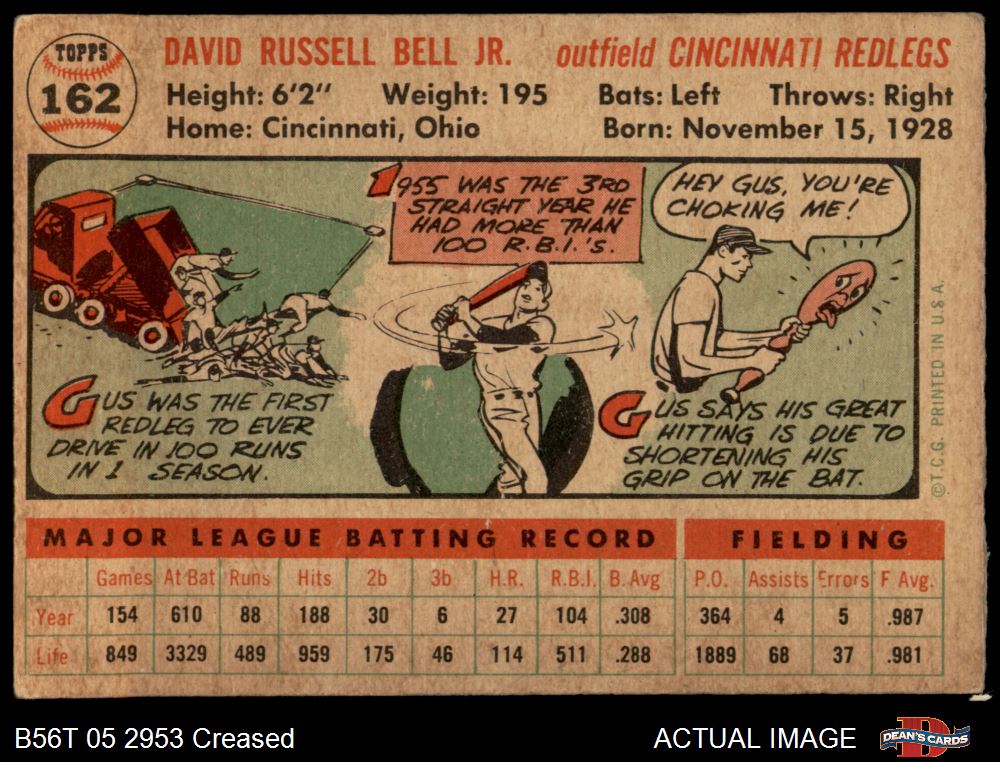 TOPPS
162
DAVID RUSSELL BELL JR. outfield CINCINNATI REDLEGS
Height: 6'2" Weight: 195 Bats: Left Throws: Right
Home: Cincinnati, Ohio Born: November 15, 1928
1955 WAS THE 3RD
STRAIGHT YEAR HE
HAD MORE THAN
100 R.B.I.'S.
HEY GUS, YOU'RE
CHOKING ME!
GUS WAS THE FIRST
REDLEG TO EVER
DRIVE IN 100 RUNS
IN 1 SEASON.
GUS SAYS HIS GREAT
HITTING IS DUE TO
SHORTENING HIS
GRIP ON THE BAT.
©T.C.G. PRINTED IN U.S.A.
MAJOR LEAGUE BATTING RECORD FIELDING
Games At Bat Runs Hits 2b 3b H.R. R.B.I. B. Avg P.O. Assists Errors F Avg.
Year 154 610 88 188 30 6 27 104 .308 364 4 5 .987
Life 849 3329 489 959 175 46 114 511 .288 1889 68 37 .981
B56T 05 2953 Creased ACTUAL IMAGE
D
DEAN'S CARDS